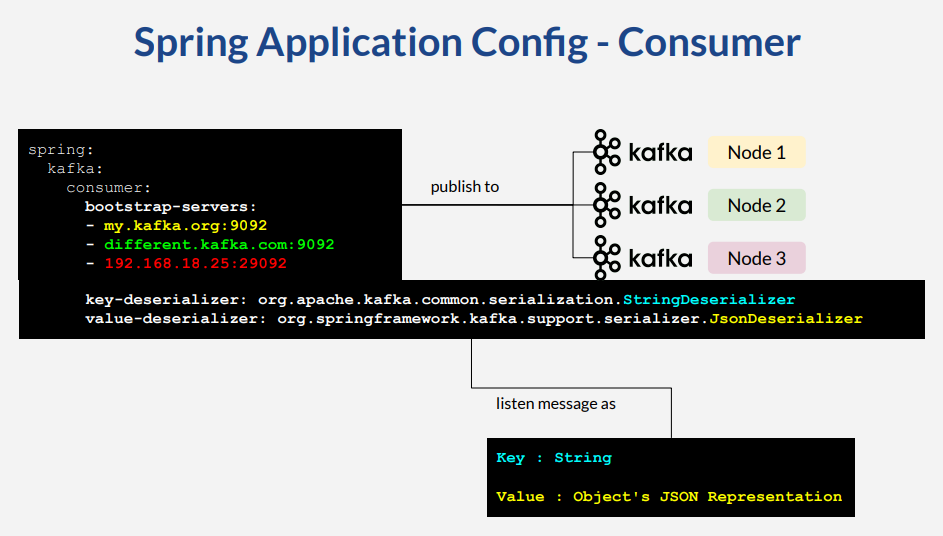 Spring Application Config - Consumer
spring:
  kafka:
    consumer:
      bootstrap-servers:
      - my.kafka.org:9092
      - different.kafka.com:9092
      - 192.168.18.25:29092
      key-deserializer: org.apache.kafka.common.serialization.StringDeserializer
      value-deserializer: org.springframework.kafka.support.serializer.JsonDeserializer
publish to
kafka Node 1
kafka Node 2
kafka Node 3
listen message as
Key : String
Value : Object's JSON Representation